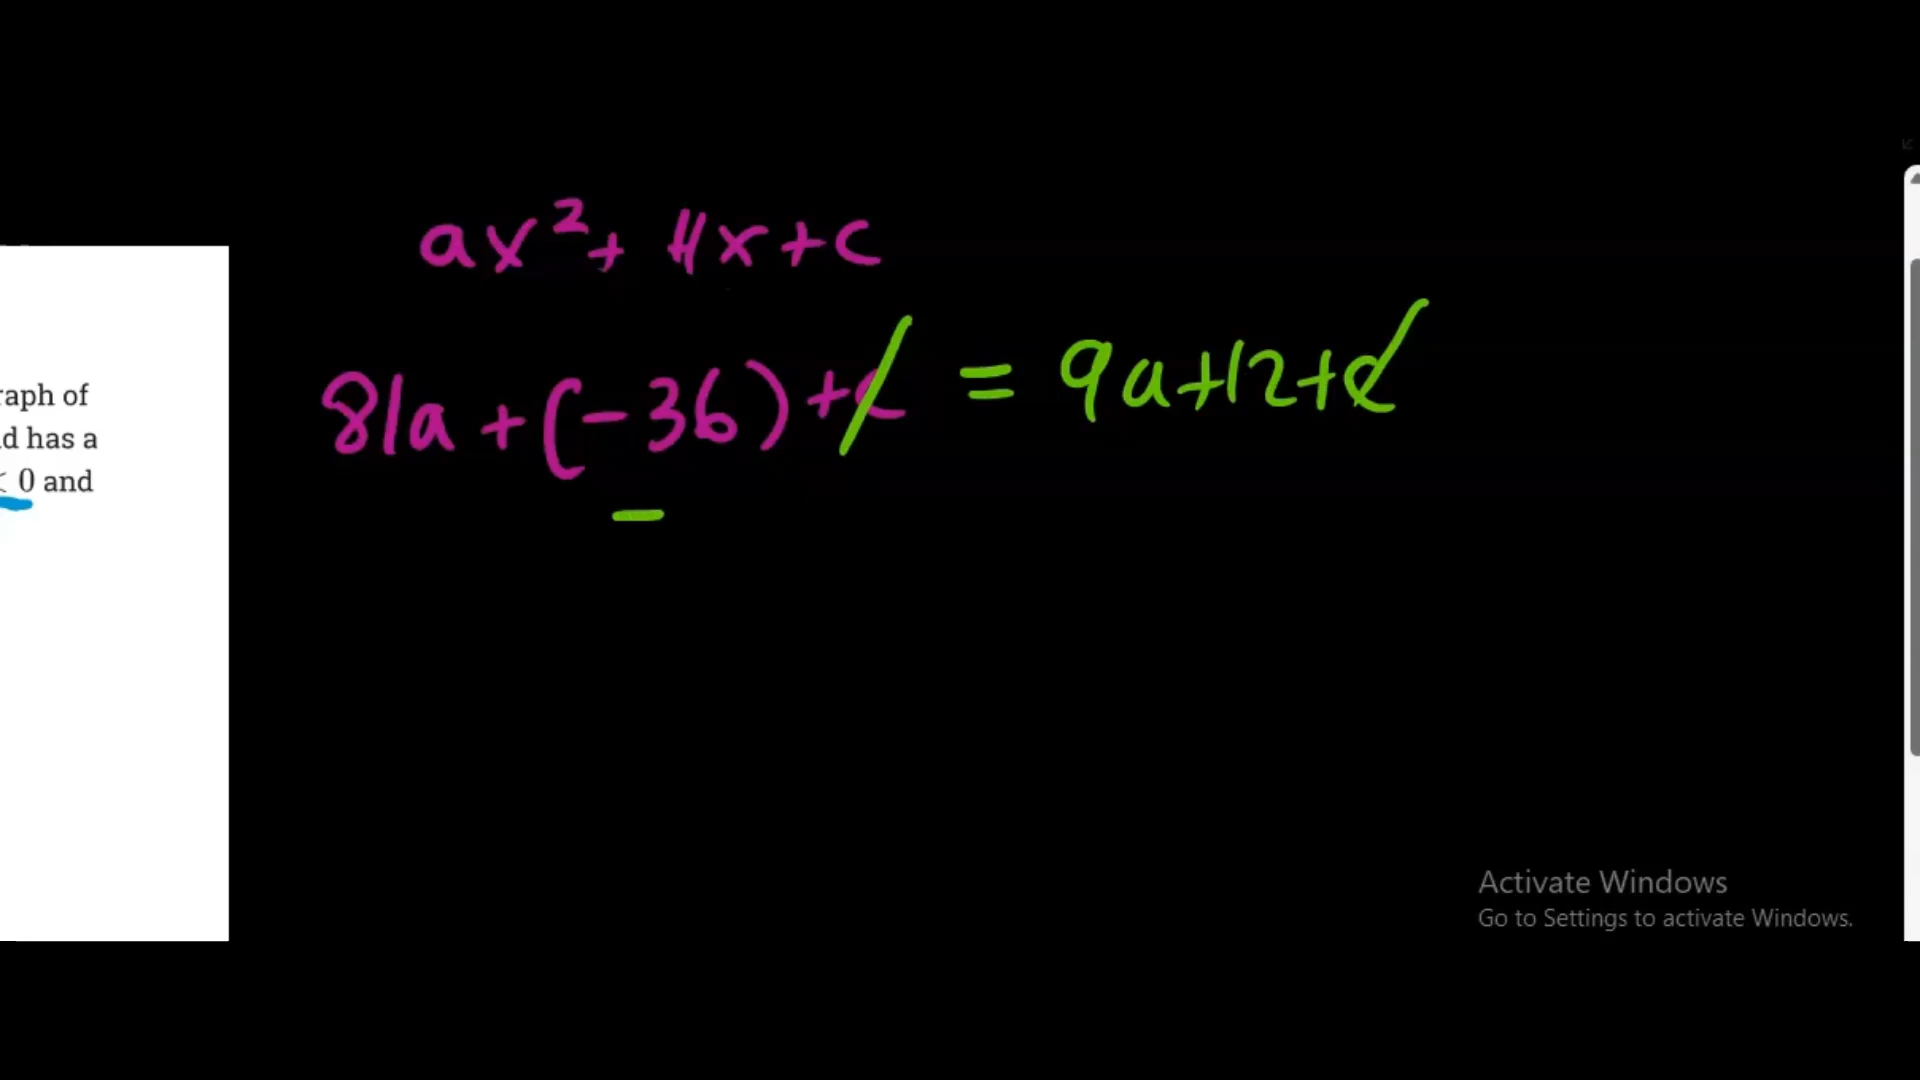 ax² + 4x + c
81a + (-36) + c = 9a + 12 + c
raph of
d has a
< 0 and
Activate Windows
Go to Settings to activate Windows.